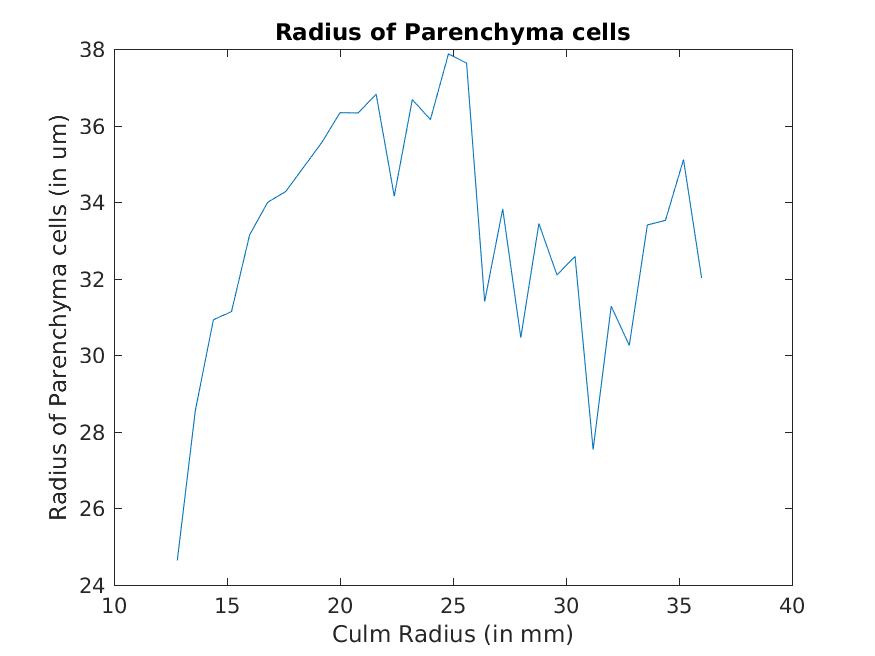 Radius of Parenchyma cells
Radius of Parenchyma cells (in um)
38
36
34
32
30
28
26
24
10 15 20 25 30 35 40
Culm Radius (in mm)